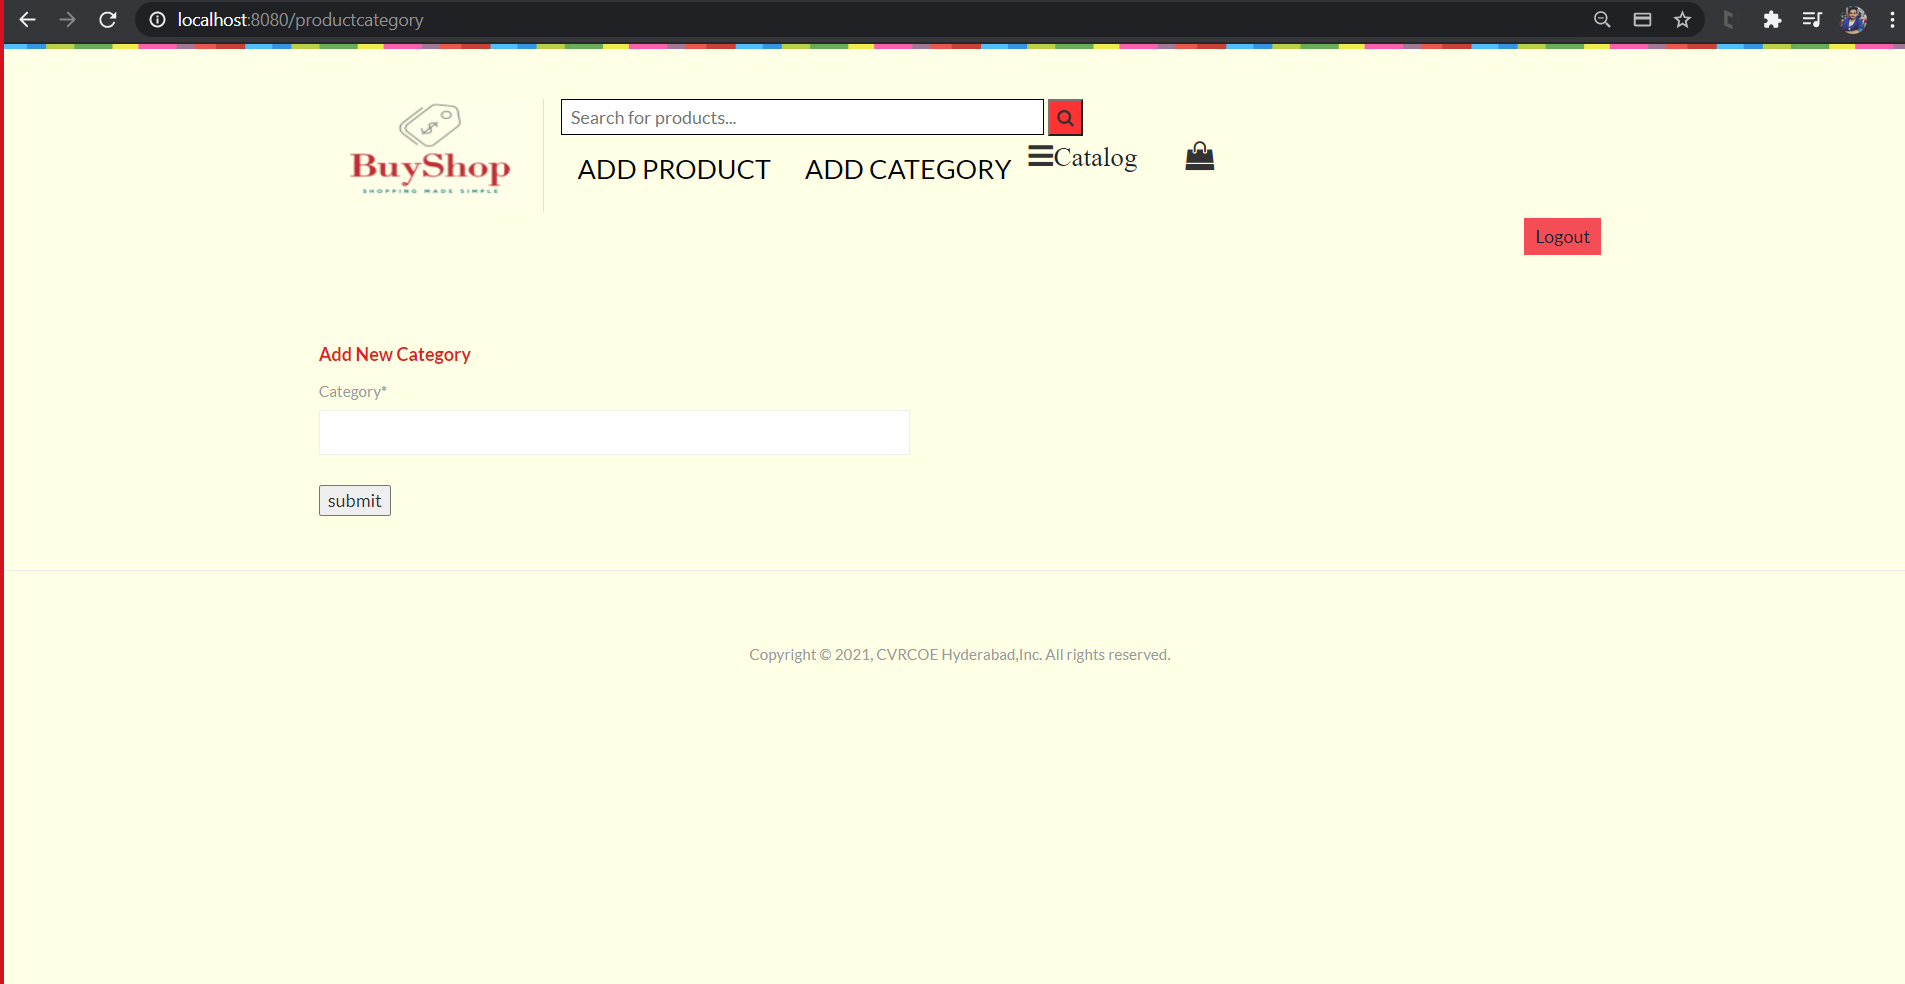 localhost:8080/productcategory
Search for products...
BuyShop
SHOPPING MADE SIMPLE
ADD PRODUCT ADD CATEGORY Catalog
Logout
Add New Category
Category*
submit
Copyright © 2021, CVRCOE Hyderabad,Inc. All rights reserved.